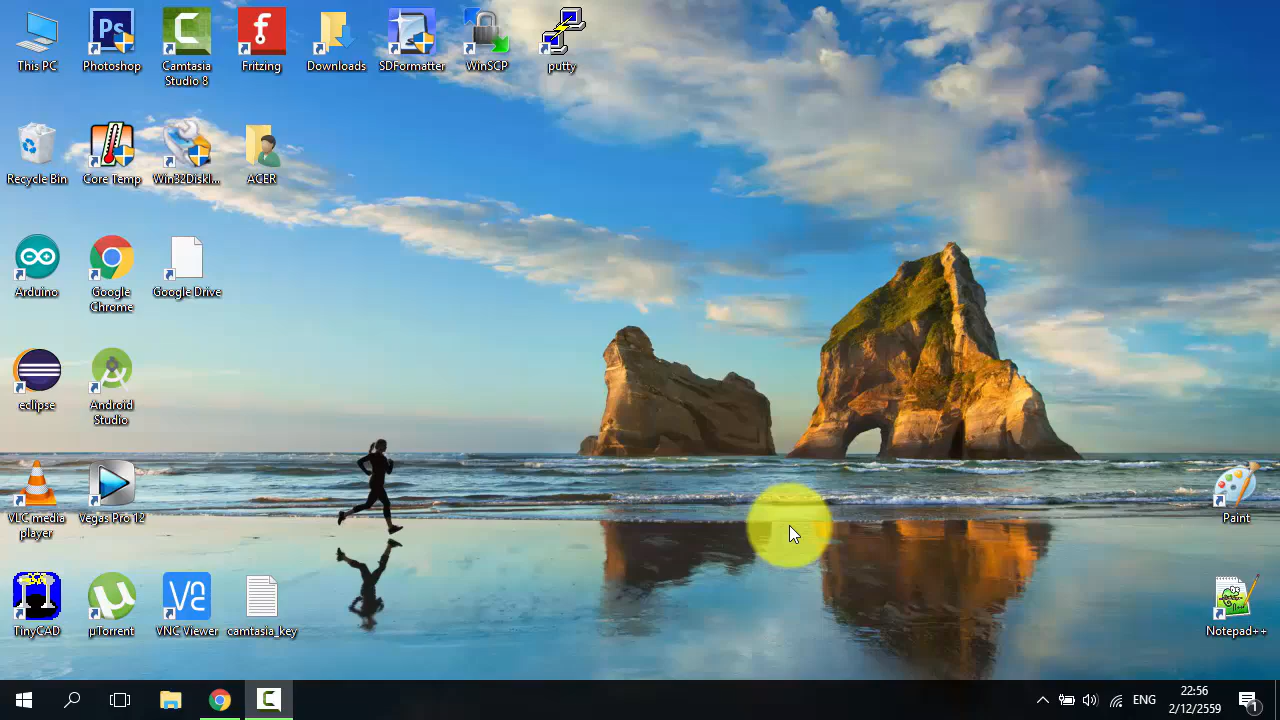 This PC
Photoshop
Camtasia
Studio 8
Fritzing
Downloads
SDFormatter
WinSCP
putty
Recycle Bin
Core Temp
Win32DiskI...
ACER
Arduino
Google
Chrome
Google Drive
eclipse
Android
Studio
VLC media
player
Vegas Pro 12
Paint
TinyCAD
µTorrent
VNC Viewer
camtasia_key
Notepad++
ENG
22:56
2/12/2559
1